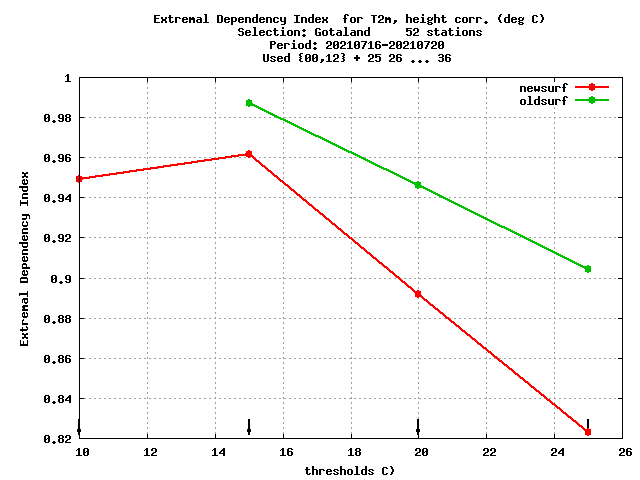 Extremal Dependency Index  for T2m, height corr. (deg C)
Selection: Gotaland     52 stations
Period: 20210716-20210720
Used {00,12} + 25 26 ... 36
newsurf
oldsurf
1
0.98
0.96
0.94
0.92
0.9
0.88
0.86
0.84
0.82
Extremal Dependency Index
10 12 14 16 18 20 22 24 26
thresholds C)